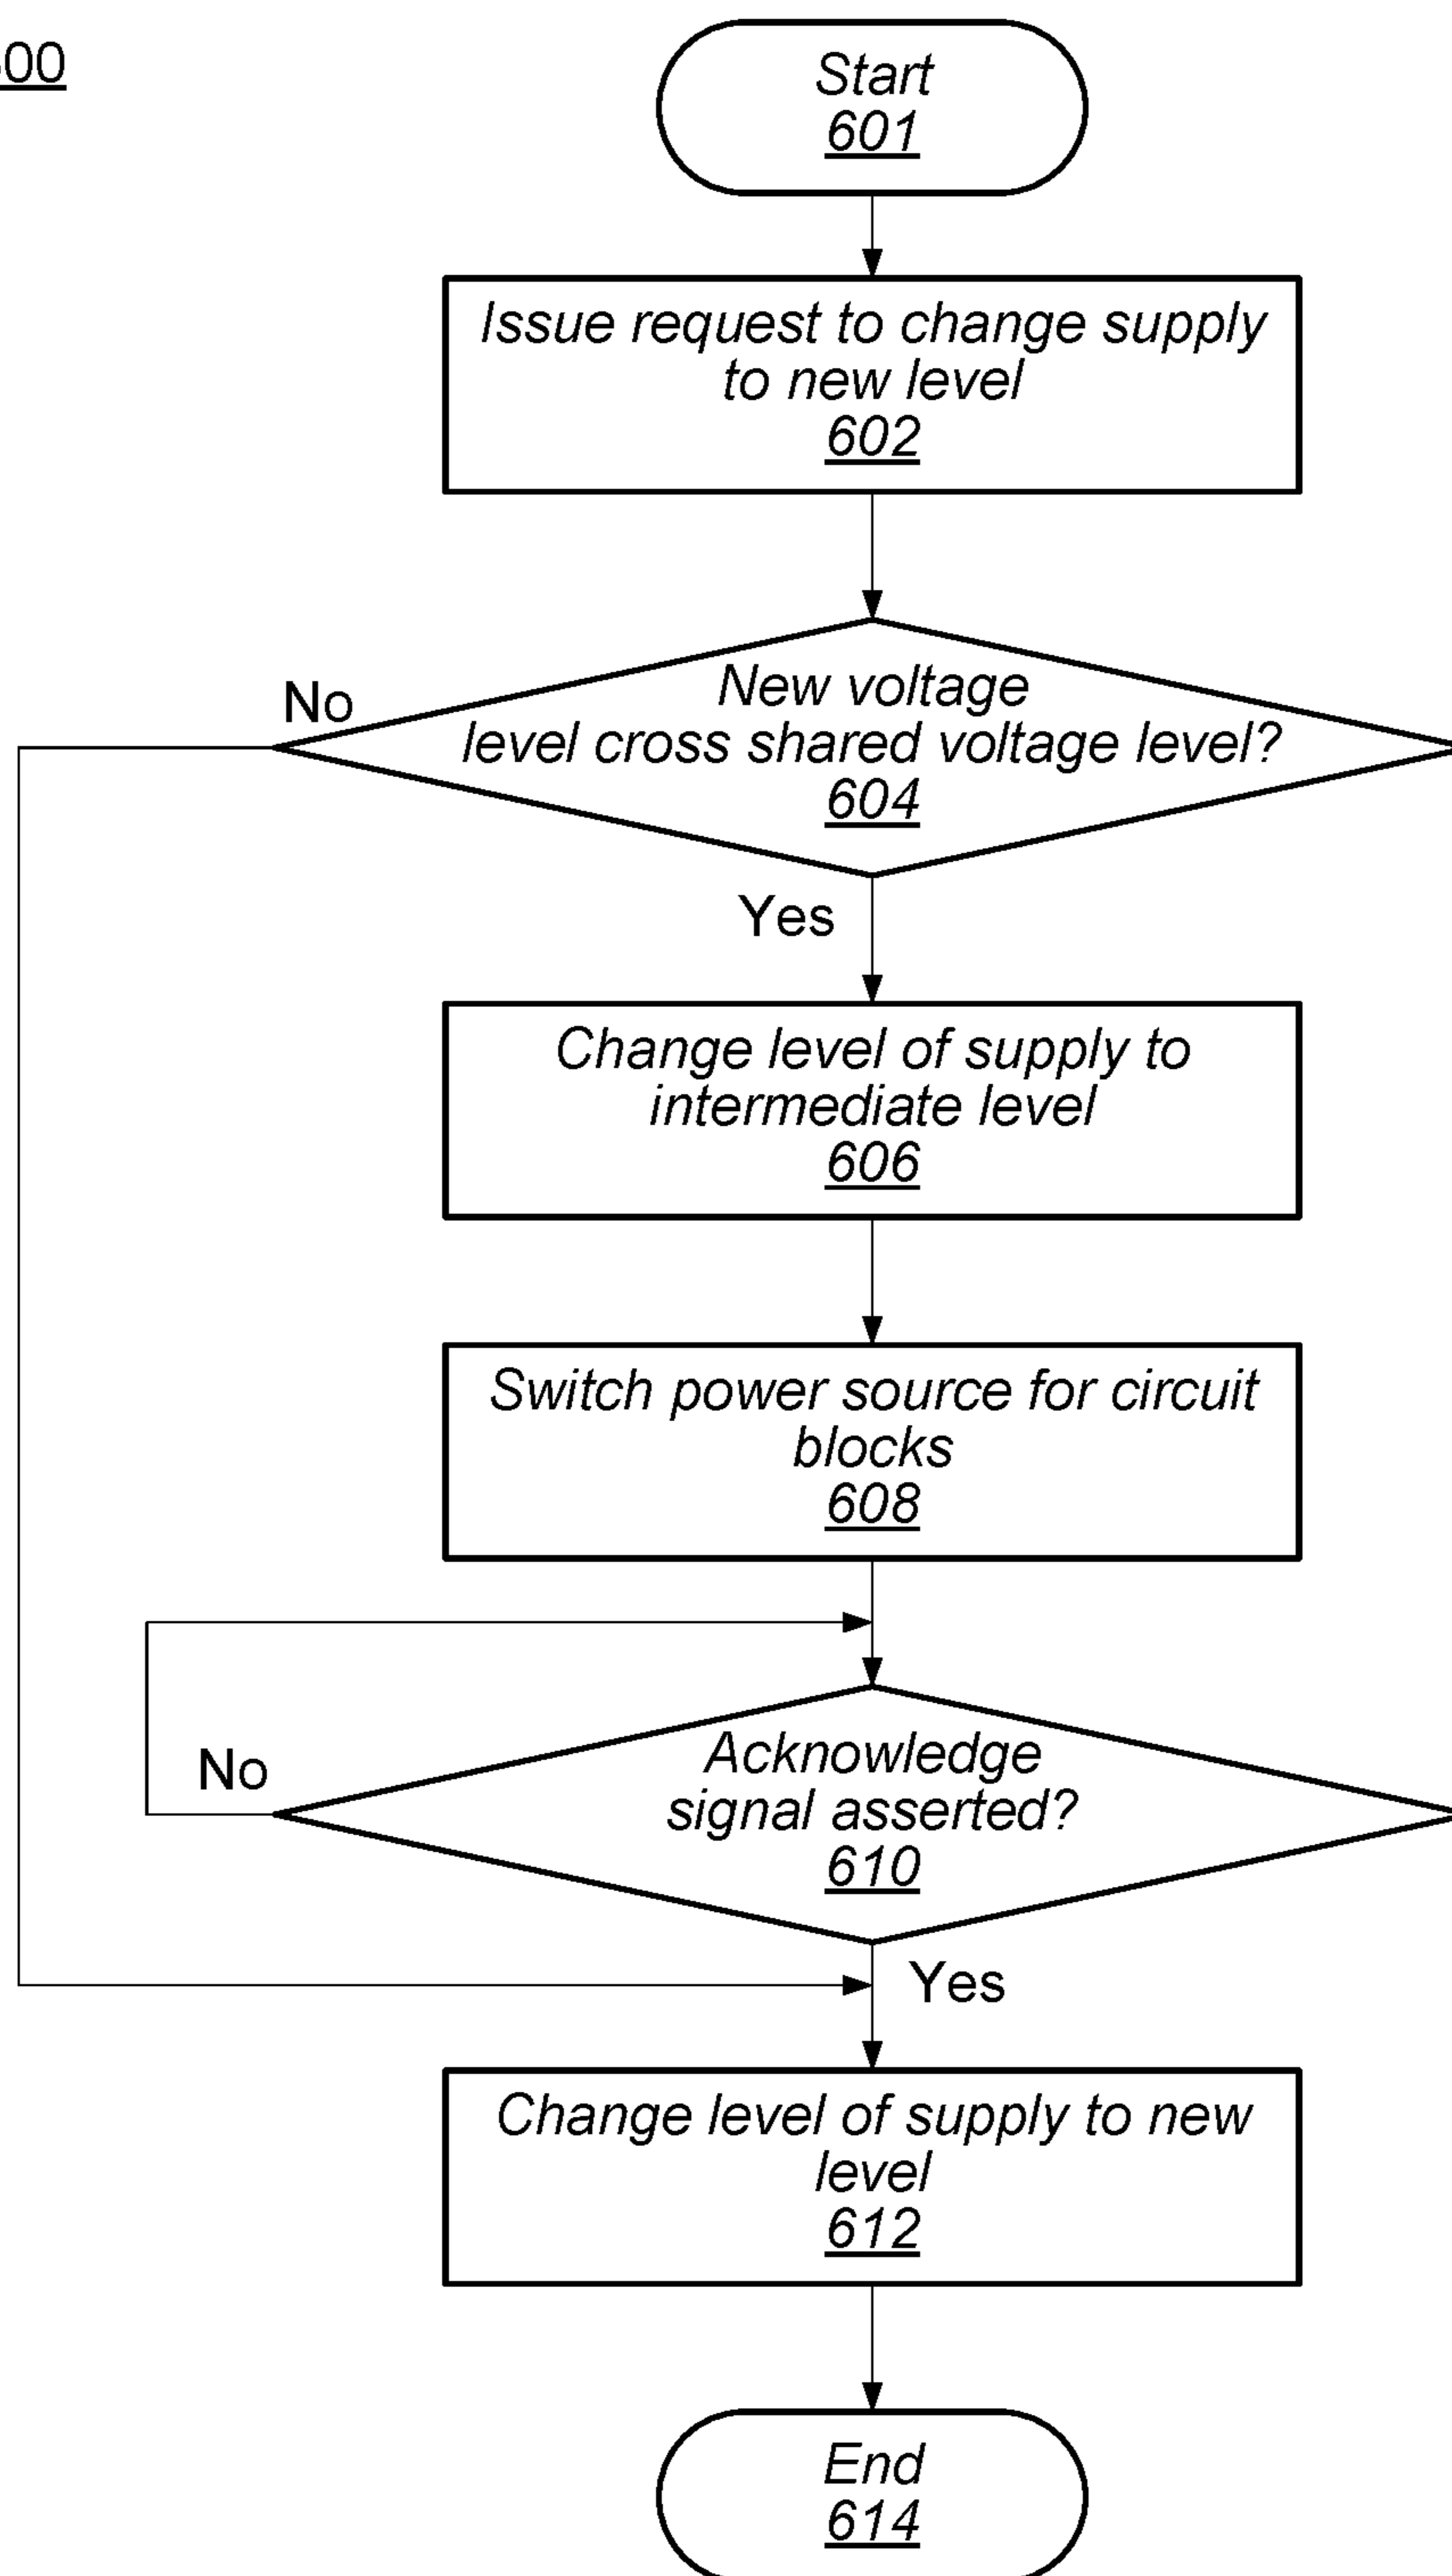 00
Start
601
Issue request to change supply
to new level
602
New voltage
level cross shared voltage level?
604
No
Yes
Change level of supply to
intermediate level
606
Switch power source for circuit
blocks
608
Acknowledge
signal asserted?
610
No
Yes
Change level of supply to new
level
612
End
614